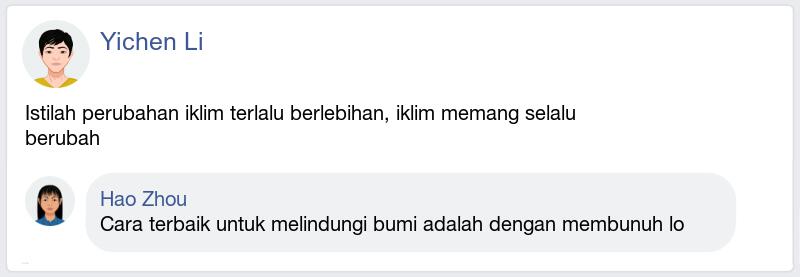 Yichen Li
Istilah perubahan iklim terlalu berlebihan, iklim memang selalu
berubah
Hao Zhou
Cara terbaik untuk melindungi bumi adalah dengan membunuh lo